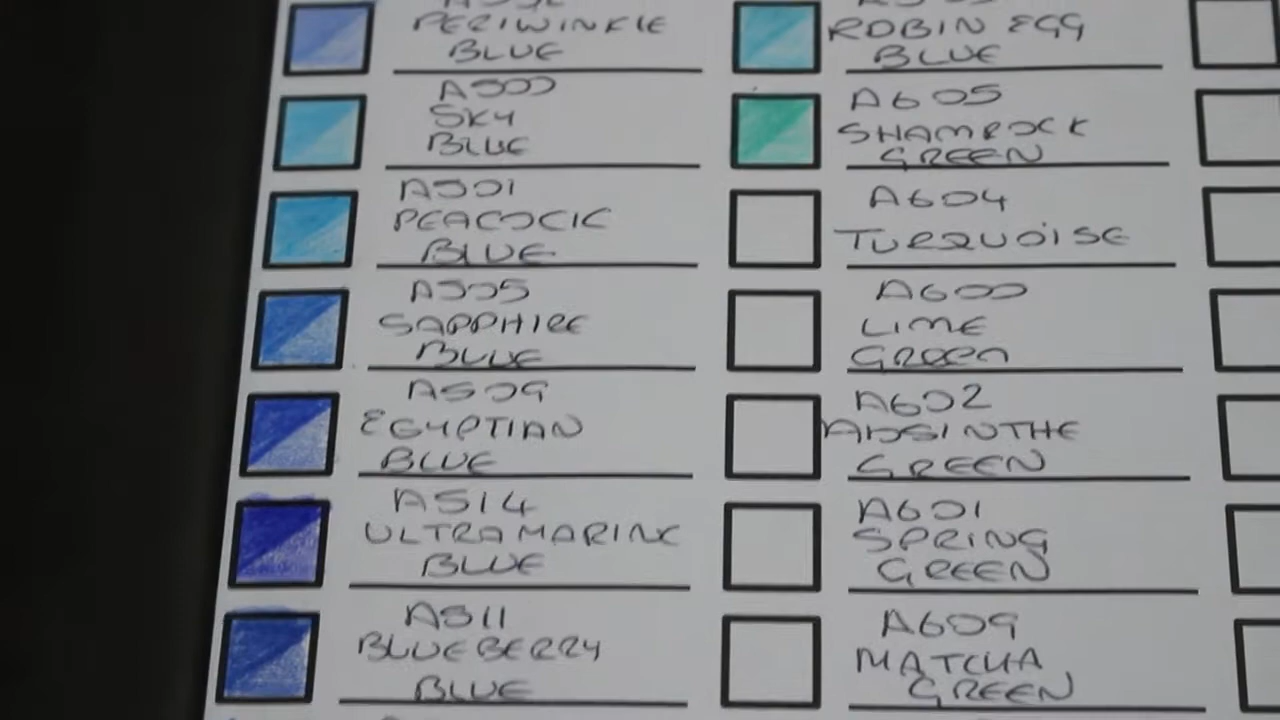 PERIWINKLE
BLUE
A500
SKY
BLUE
A501
PEACOCK
BLUE
A505
SAPPHIRE
BLUE
A509
EGYPTIAN
BLUE
A514
ULTRAMARINE
BLUE
A511
BLUEBERRY
BLUE
ROBIN EGG
BLUE
A605
SHAMROCK
GREEN
A604
TURQUOISE
A600
LIME
GREEN
A602
ABSINTHE
GREEN
A601
SPRING
GREEN
A609
MATCHA
GREEN